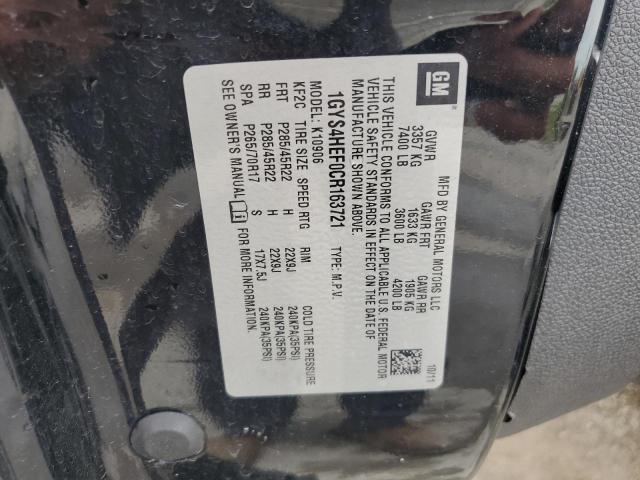 GM
MFD BY GENERAL MOTORS LLC 10/11
GVWR GAWR FRT GAWR RR
3357 KG 1633 KG 1905 KG
7400 LB 3600 LB 4200 LB
THIS VEHICLE CONFORMS TO ALL APPLICABLE U.S. FEDERAL MOTOR
VEHICLE SAFETY STANDARDS IN EFFECT ON THE DATE OF
MANUFACTURE SHOWN ABOVE.
1GYS4HEF0CR163721 TYPE: M.P.V.
MODEL: K10906
KF2C TIRE SIZE SPEED RTG RIM COLD TIRE PRESSURE
FRT P285/45R22 H 22X9J 240KPA(35PSI)
RR P285/45R22 H 22X9J 240KPA(35PSI)
SPA P265/70R17 S 17X7.5J 240KPA(35PSI)
SEE OWNER'S MANUAL FOR MORE INFORMATION.